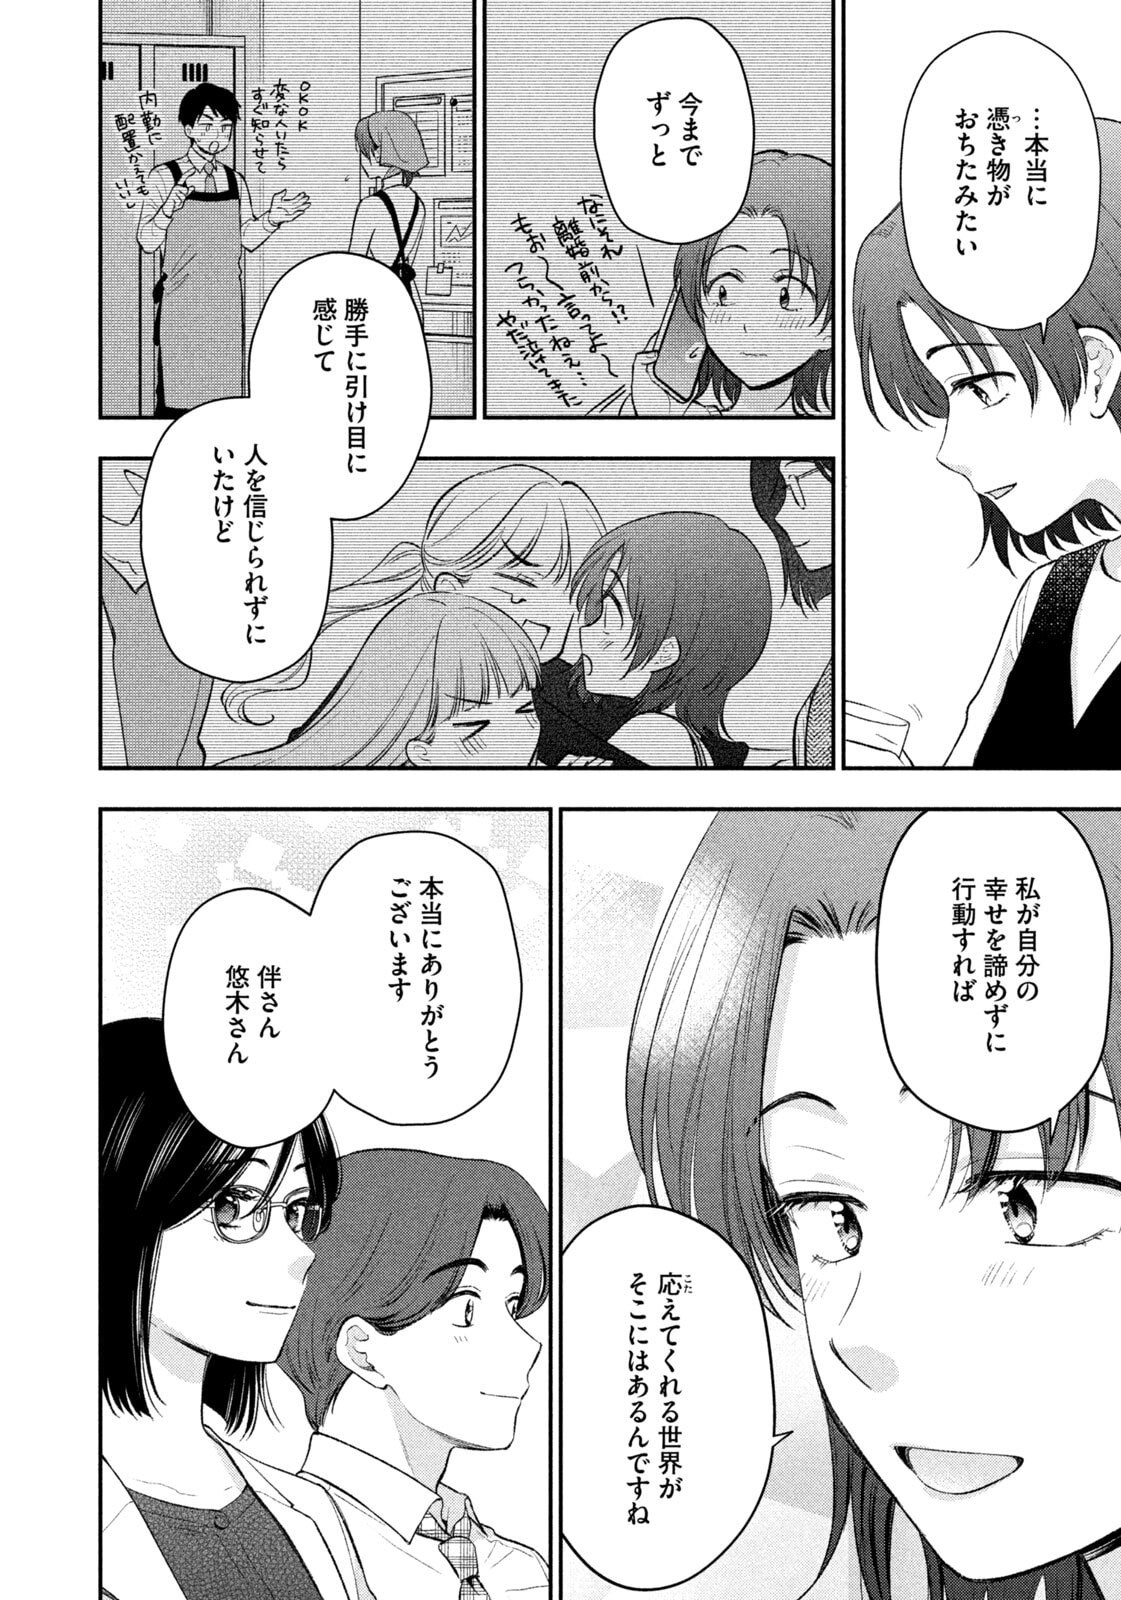 …本当に
憑き物が
おちたみたい
今まで
ずっと
なにそれ
離婚前から!?
もお〜言ってよ〜
つらかったねぇ…
やだ泣けてきた
OKOK
変な人いたら
すぐ知らせて
内勤に
配置かえても
いいし
勝手に引け目に
感じて
人を信じられずに
いたけど
私が自分の
幸せを諦めずに
行動すれば
応えてくれる世界が
そこにはあるんですね
本当にありがとう
ございます
伴さん
悠木さん